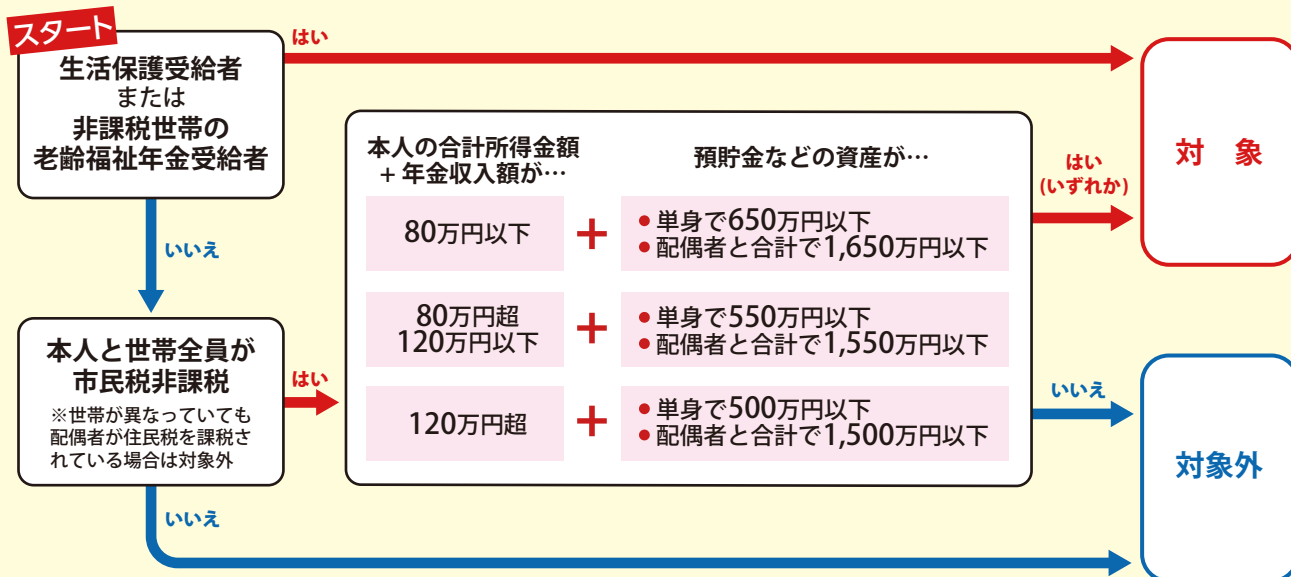 スタート
生活保護受給者
または
非課税世帯の
老齢福祉年金受給者
はい
いいえ
本人と世帯全員が
市民税非課税
※世帯が異なっていても
配偶者が住民税を課税さ
れている場合は対象外
はい
いいえ
本人の合計所得金額
+ 年金収入額が…
預貯金などの資産が…
80万円以下
+
● 単身で650万円以下
● 配偶者と合計で1,650万円以下
80万円超
120万円以下
+
● 単身で550万円以下
● 配偶者と合計で1,550万円以下
120万円超
+
● 単身で500万円以下
● 配偶者と合計で1,500万円以下
はい
(いずれか)
いいえ
対 象
対象外